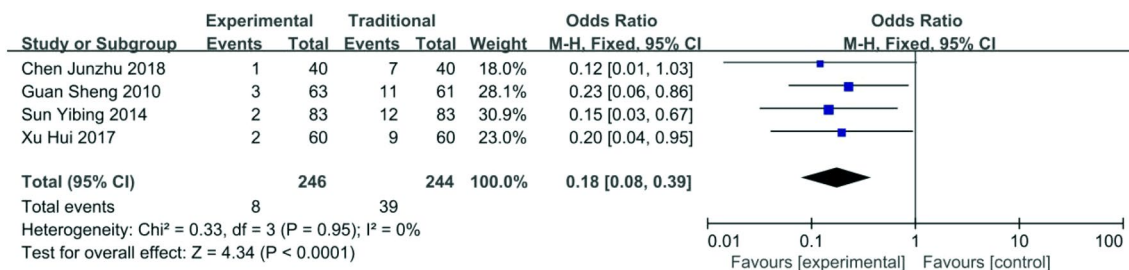 Experimental Traditional Odds Ratio Odds Ratio
Study or Subgroup Events Total Events Total Weight M-H, Fixed, 95% CI M-H, Fixed, 95% CI
Chen Junzhu 2018 1 40 7 40 18.0% 0.12 [0.01, 1.03]
Guan Sheng 2010 3 63 11 61 28.1% 0.23 [0.06, 0.86]
Sun Yibing 2014 2 83 12 83 30.9% 0.15 [0.03, 0.67]
Xu Hui 2017 2 60 9 60 23.0% 0.20 [0.04, 0.95]
Total (95% CI) 246 244 100.0% 0.18 [0.08, 0.39]
Total events 8 39
Heterogeneity: Chi² = 0.33, df = 3 (P = 0.95); I² = 0%
Test for overall effect: Z = 4.34 (P < 0.0001)
0.01 0.1 1 10 100
Favours [experimental] Favours [control]